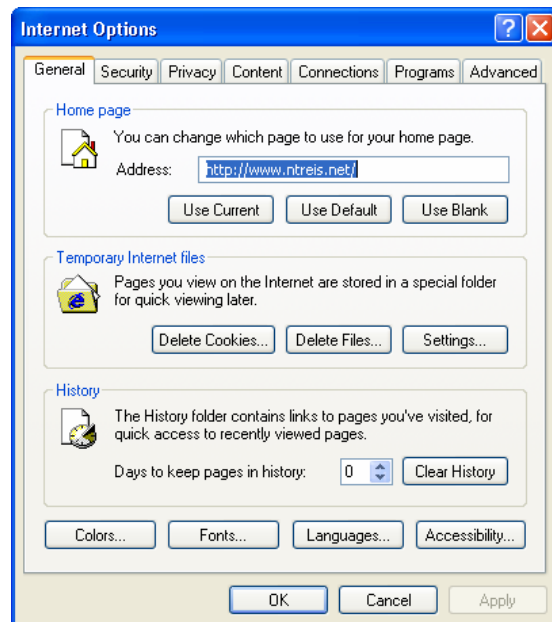 Internet Options
General Security Privacy Content Connections Programs Advanced
Home page
You can change which page to use for your home page.
Address: http://www.ntreis.net/
Use Current Use Default Use Blank
Temporary Internet files
Pages you view on the Internet are stored in a special folder
for quick viewing later.
Delete Cookies... Delete Files... Settings...
History
The History folder contains links to pages you've visited, for
quick access to recently viewed pages.
Days to keep pages in history: 0 Clear History
Colors... Fonts... Languages... Accessibility...
OK Cancel Apply